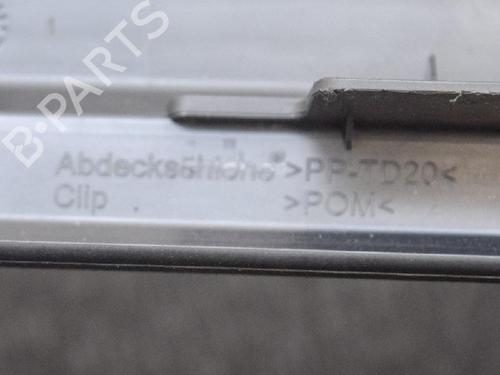 B-PARTS
Abdeckschiene >PP-TD20<
Clip >POM<